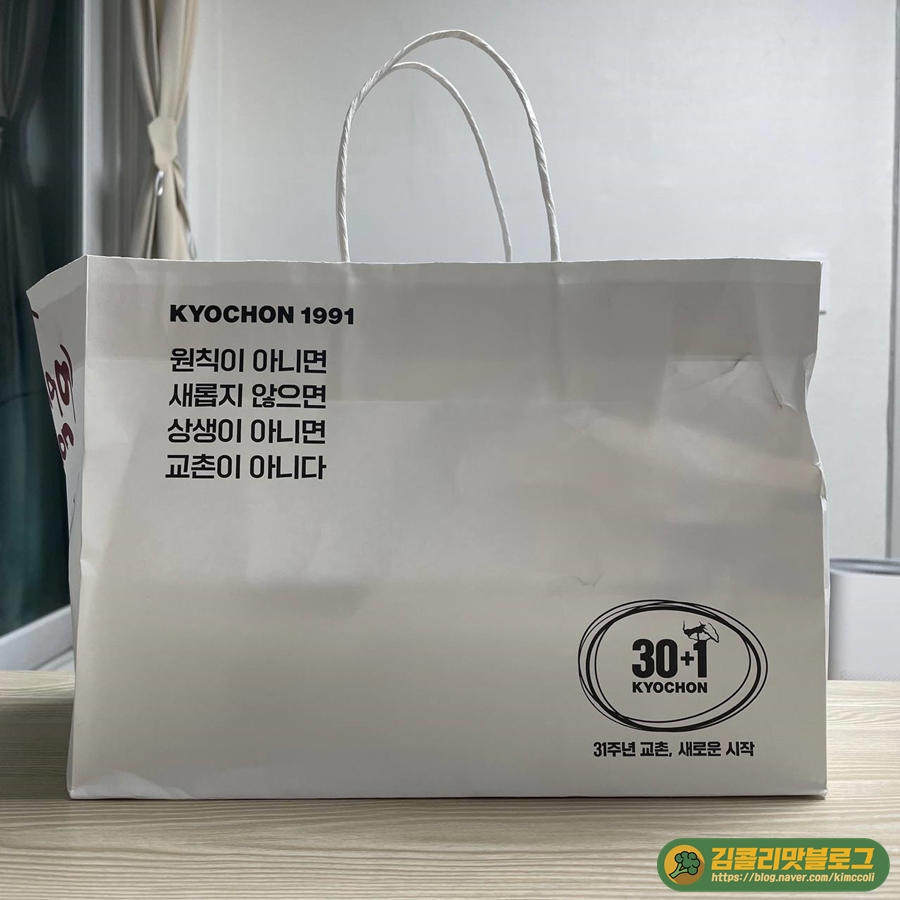 KYOCHON 1991
원칙이 아니면
새롭지 않으면
상생이 아니면
교촌이 아니다
30+1
KYOCHON
31주년 교촌, 새로운 시작
김콜리맛블로그
https://blog.naver.com/kimccoli